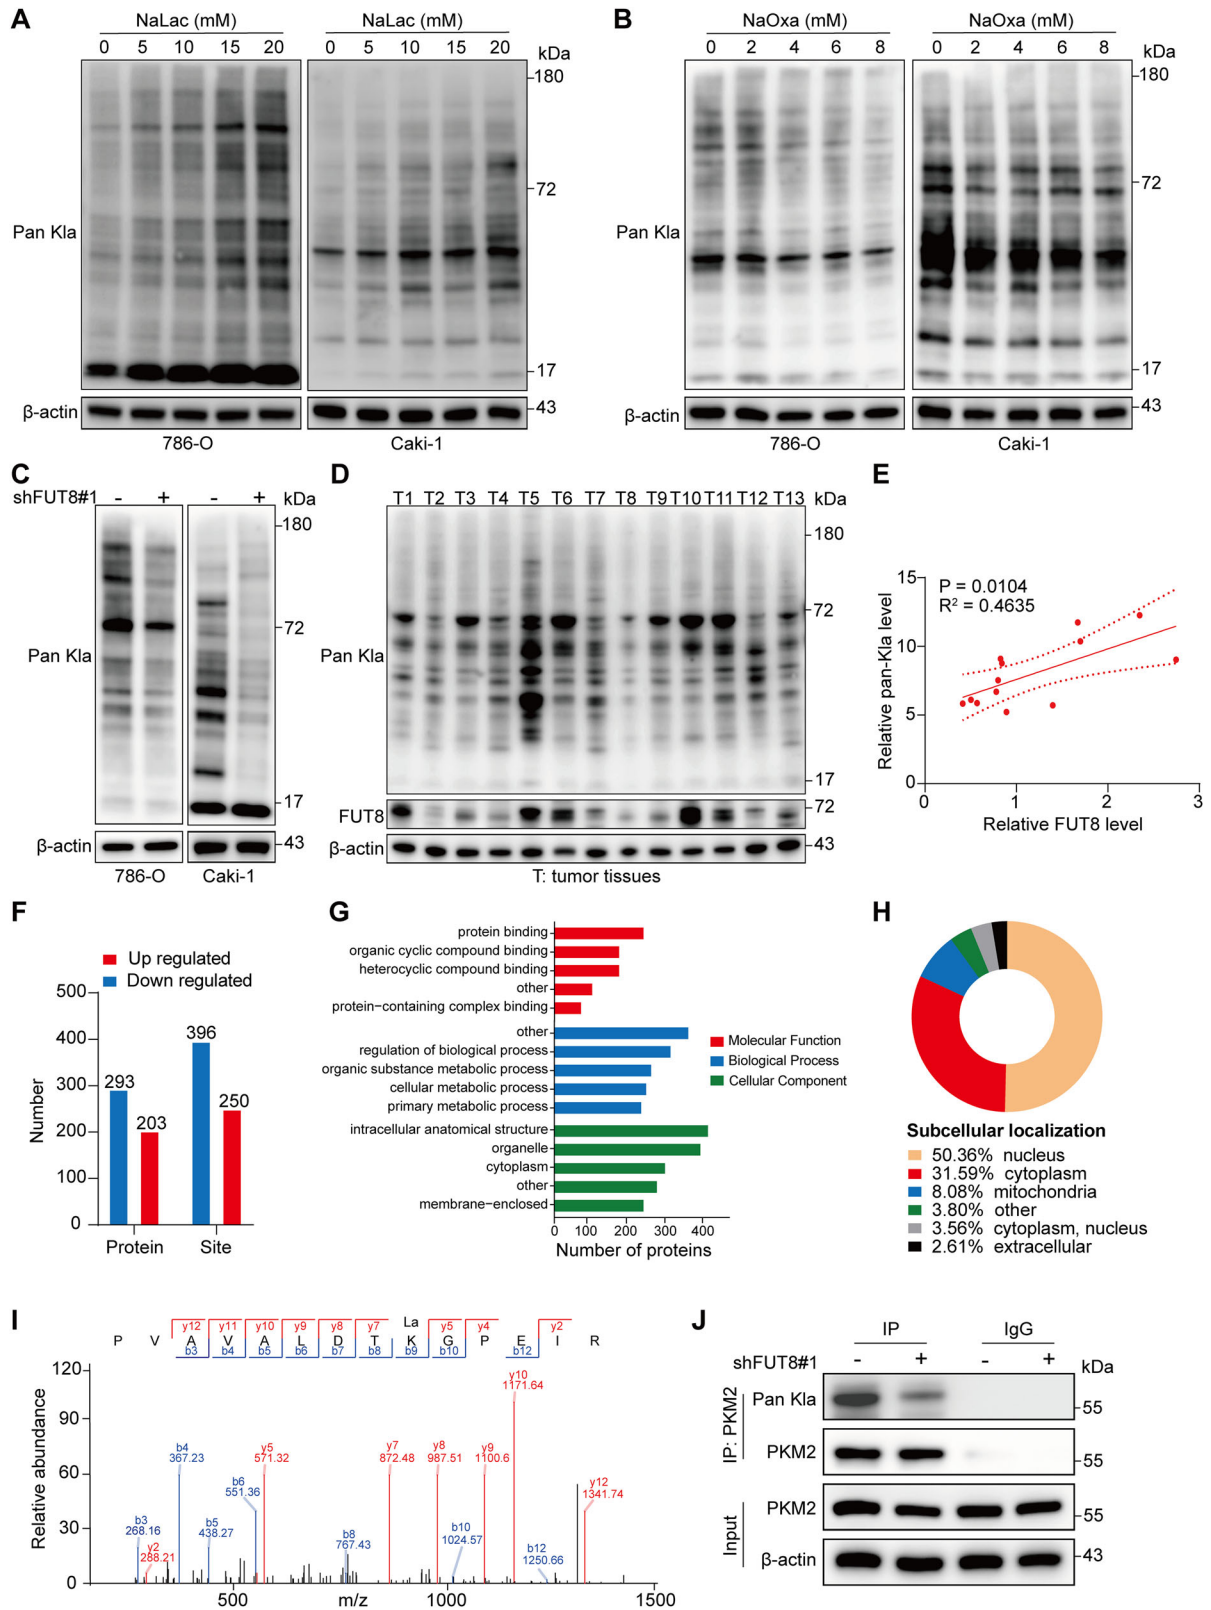 A
NaLac (mM) NaLac (mM)
0 5 10 15 20 0 5 10 15 20 kDa
180
72
Pan Kla
17
β-actin 43
786-O Caki-1
B
NaOxa (mM) NaOxa (mM)
0 2 4 6 8 0 2 4 6 8 kDa
180
72
Pan Kla
17
β-actin 43
786-O Caki-1
C
shFUT8#1 - + - + kDa
180
72
Pan Kla
17
β-actin 43
786-O Caki-1
D
T1 T2 T3 T4 T5 T6 T7 T8 T9 T10 T11 T12 T13 kDa
180
72
Pan Kla
17
FUT8 72
β-actin 43
T: tumor tissues
E
P = 0.0104
R² = 0.4635
Relative pan-Kla level
15
10
5
0
0 1 2 3
Relative FUT8 level
F
Up regulated
Down regulated
Number
500
400
300
200
100
0
293 203 396 250
Protein Site
G
protein binding
organic cyclic compound binding
heterocyclic compound binding
other
protein−containing complex binding
other
regulation of biological process
organic substance metabolic process
cellular metabolic process
primary metabolic process
intracellular anatomical structure
organelle
cytoplasm
other
membrane−enclosed
0 100 200 300 400
Number of proteins
Molecular Function
Biological Process
Cellular Component
H
Subcellular localization
50.36% nucleus
31.59% cytoplasm
8.08% mitochondria
3.80% other
3.56% cytoplasm, nucleus
2.61% extracellular
I
La
y12 y11 y10 y9 y8 y7 y5 y4 y2
P V A V A L D T K G P E I R
b3 b4 b5 b6 b7 b8 b9 b10 b12
Relative abundance
120
90
60
30
0
y10
1171.64
b4
367.23
y5
571.32
y7
872.48
y8
987.51
y9
1100.6
b6
551.36
y12
1341.74
b3
268.16
b5
438.27
y2
288.21
b8
767.43
b10
1024.57
b12
1250.66
500 m/z 1000 1500
J
IP IgG
shFUT8#1 - + - + kDa
IP: PKM2
Pan Kla 55
PKM2 55
Input
PKM2 55
β-actin 43